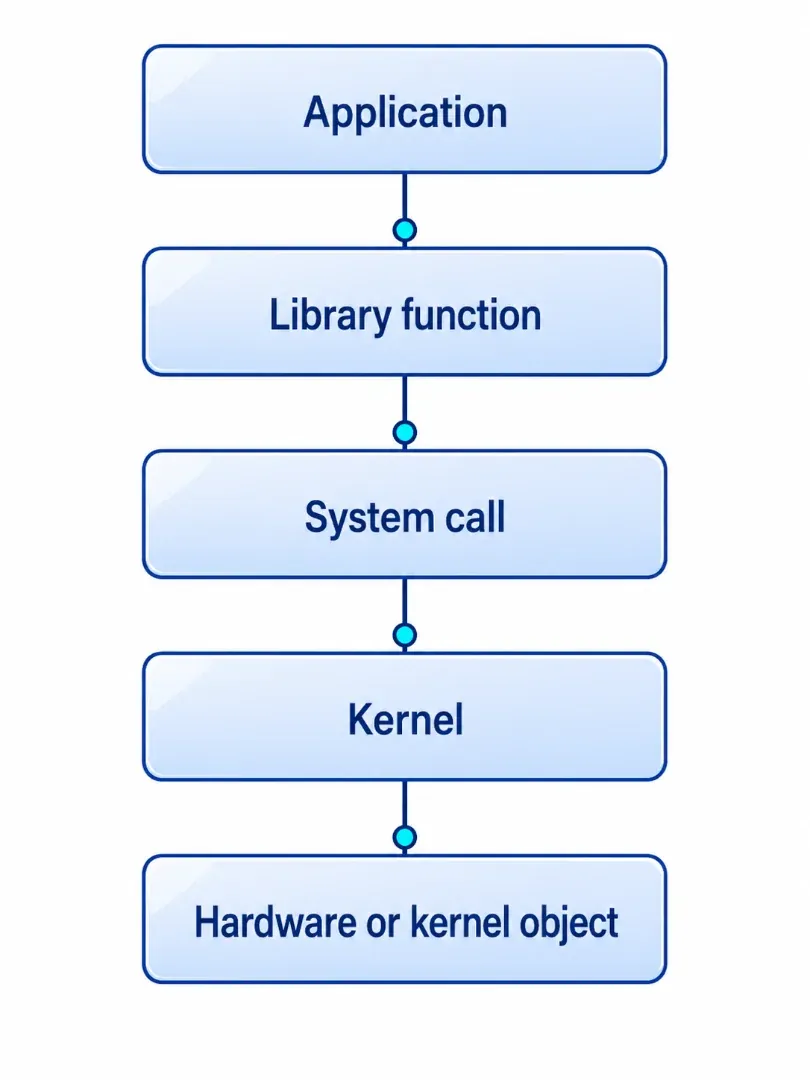 Application
Library function
System call
Kernel
Hardware or kernel object